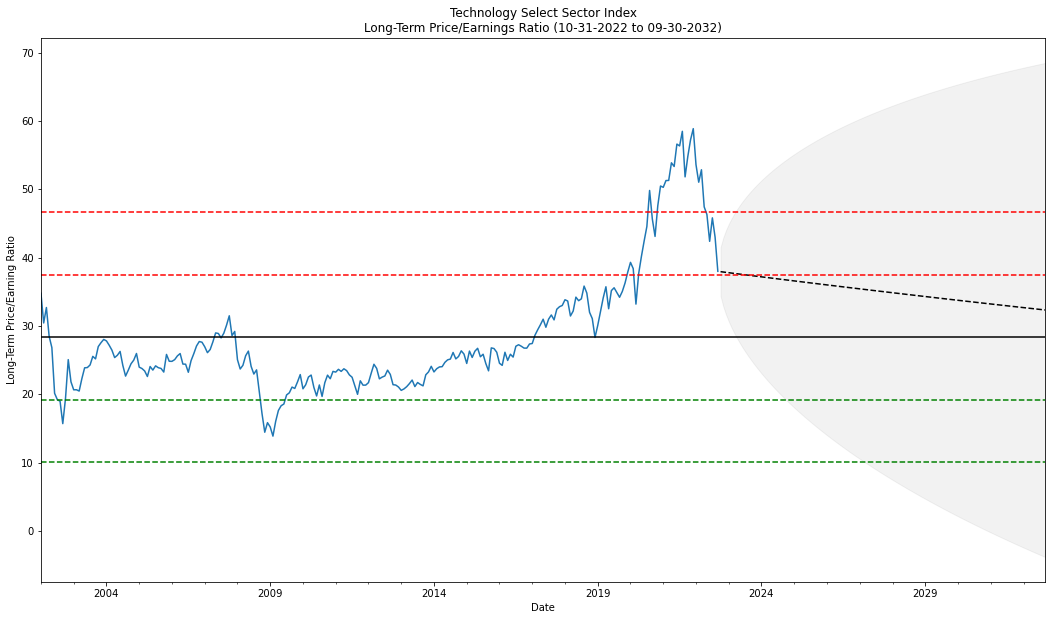 Technology Select Sector Index
Long-Term Price/Earnings Ratio (10-31-2022 to 09-30-2032)
Long-Term Price/Earning Ratio
70
60
50
40
30
20
10
0
2004 2009 2014 2019 2024 2029
Date